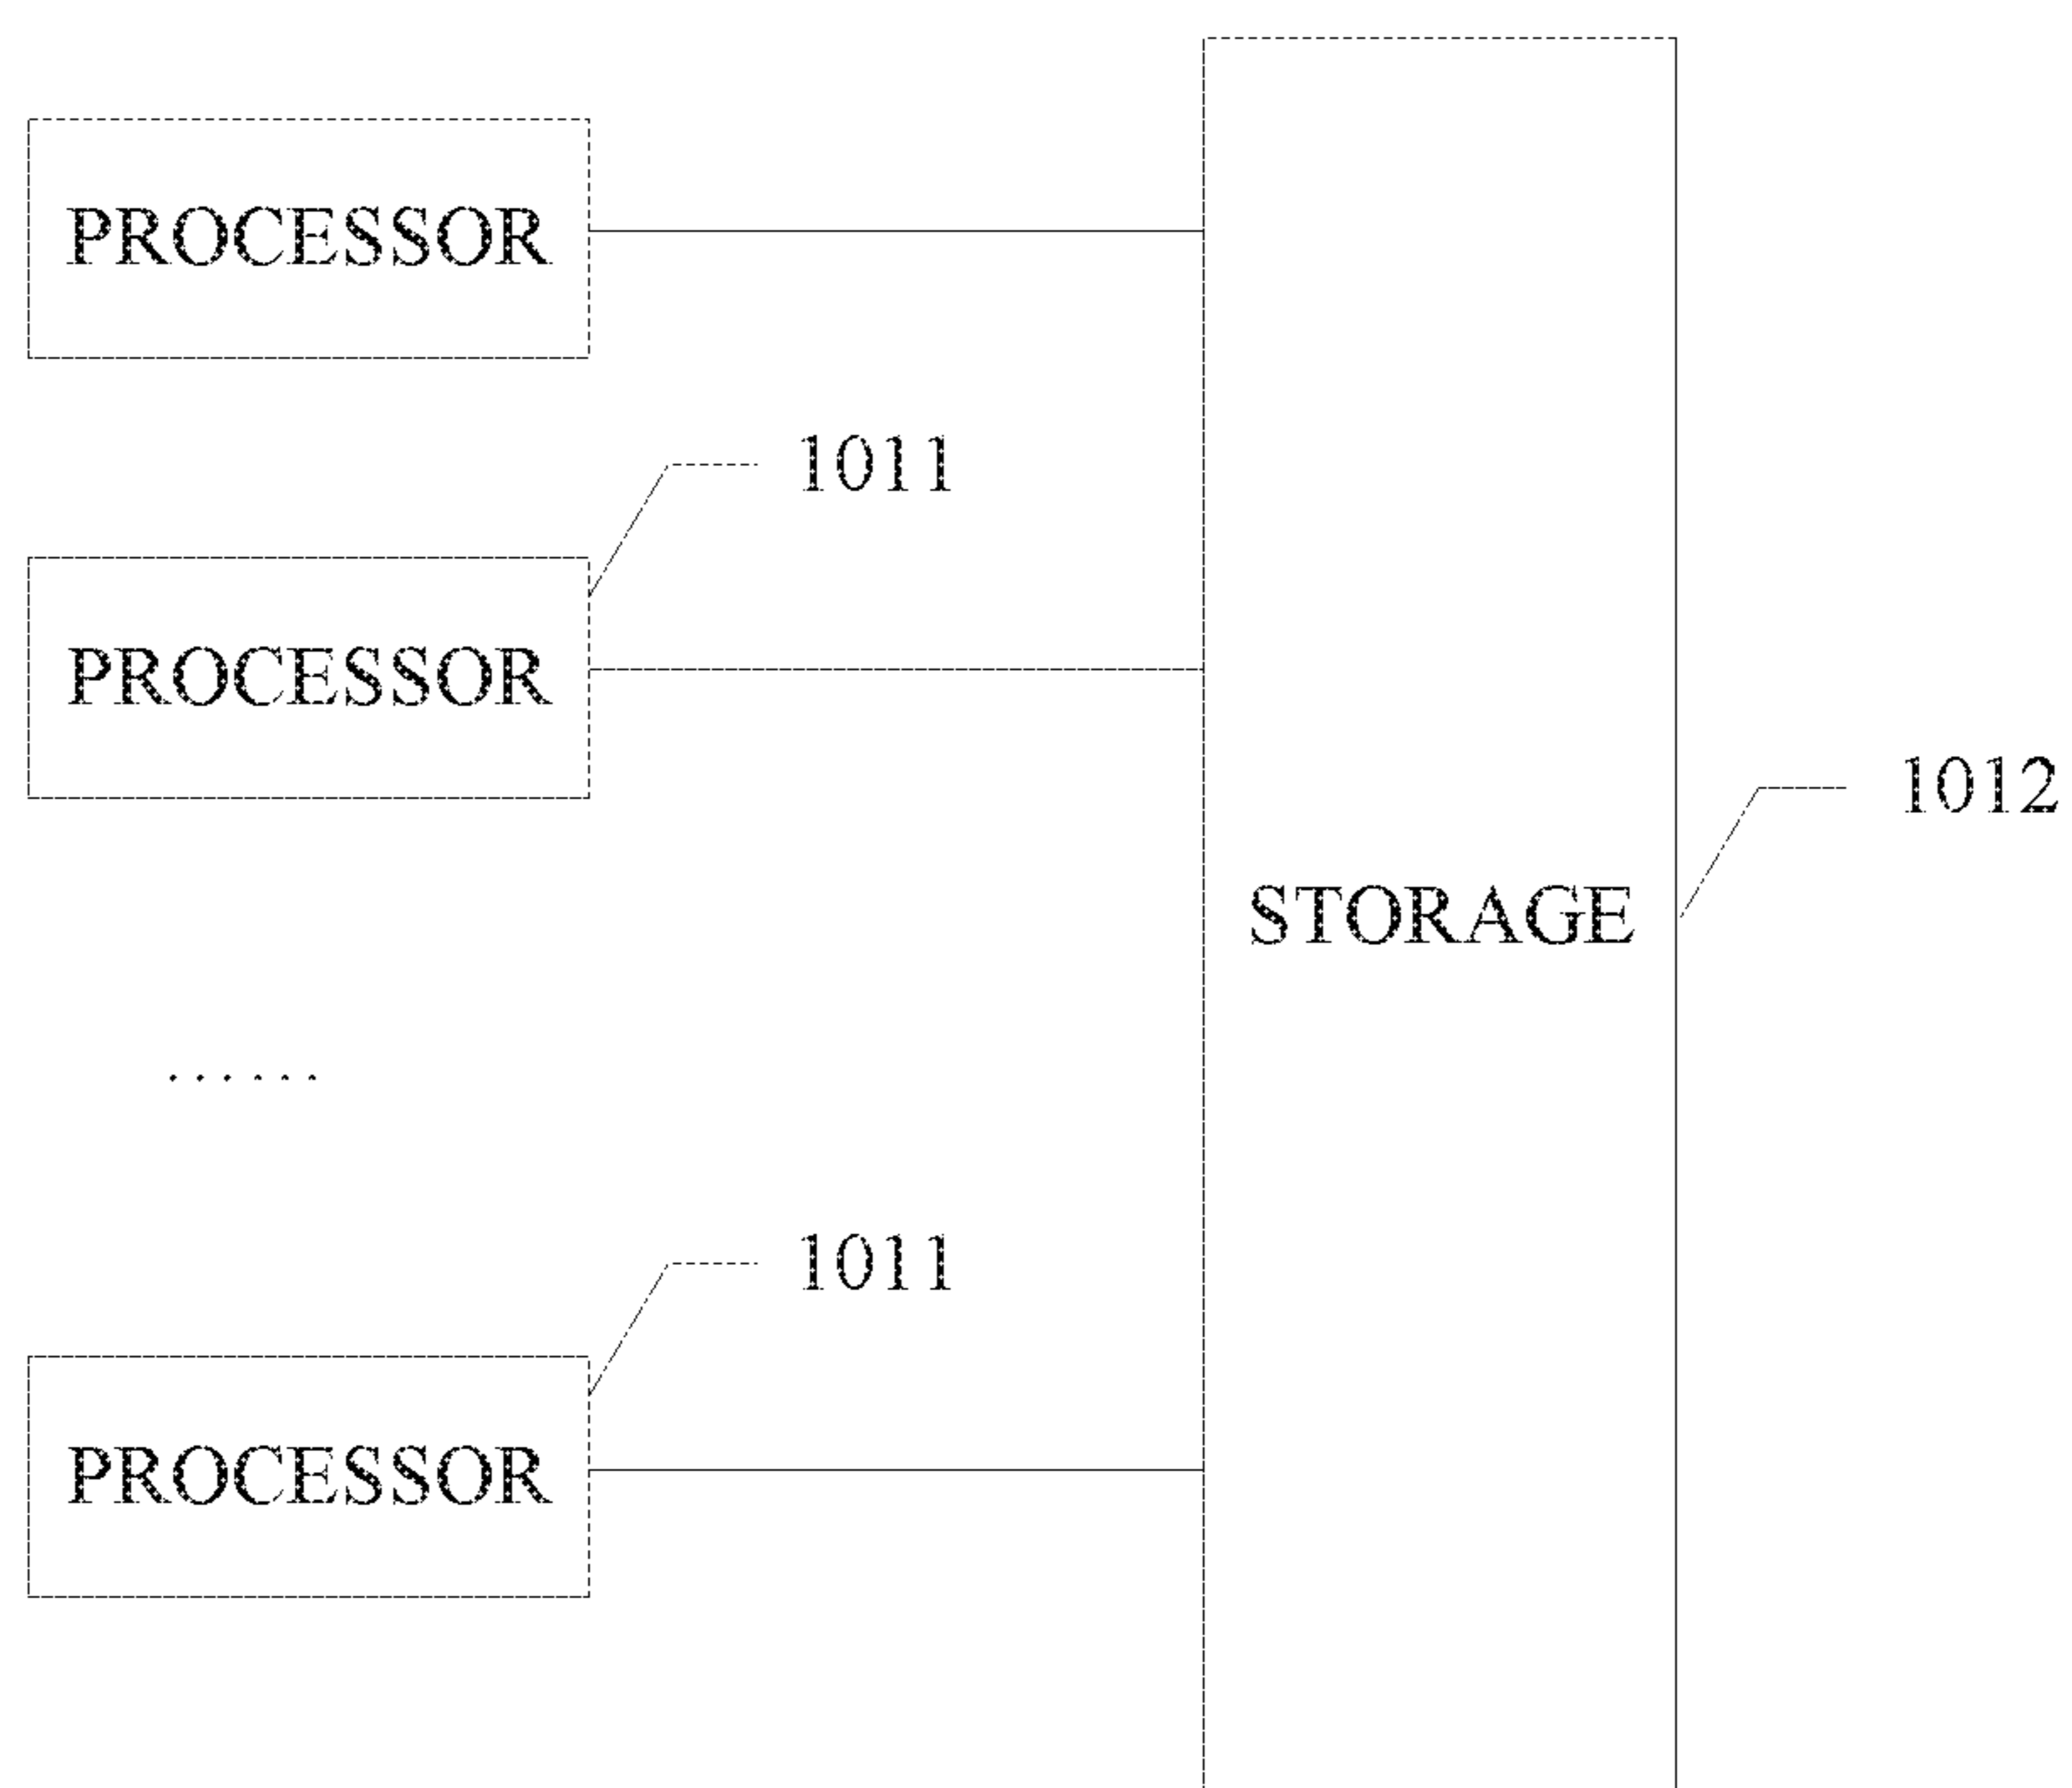 PROCESSOR
1011
PROCESSOR
1012
STORAGE
......
1011
PROCESSOR